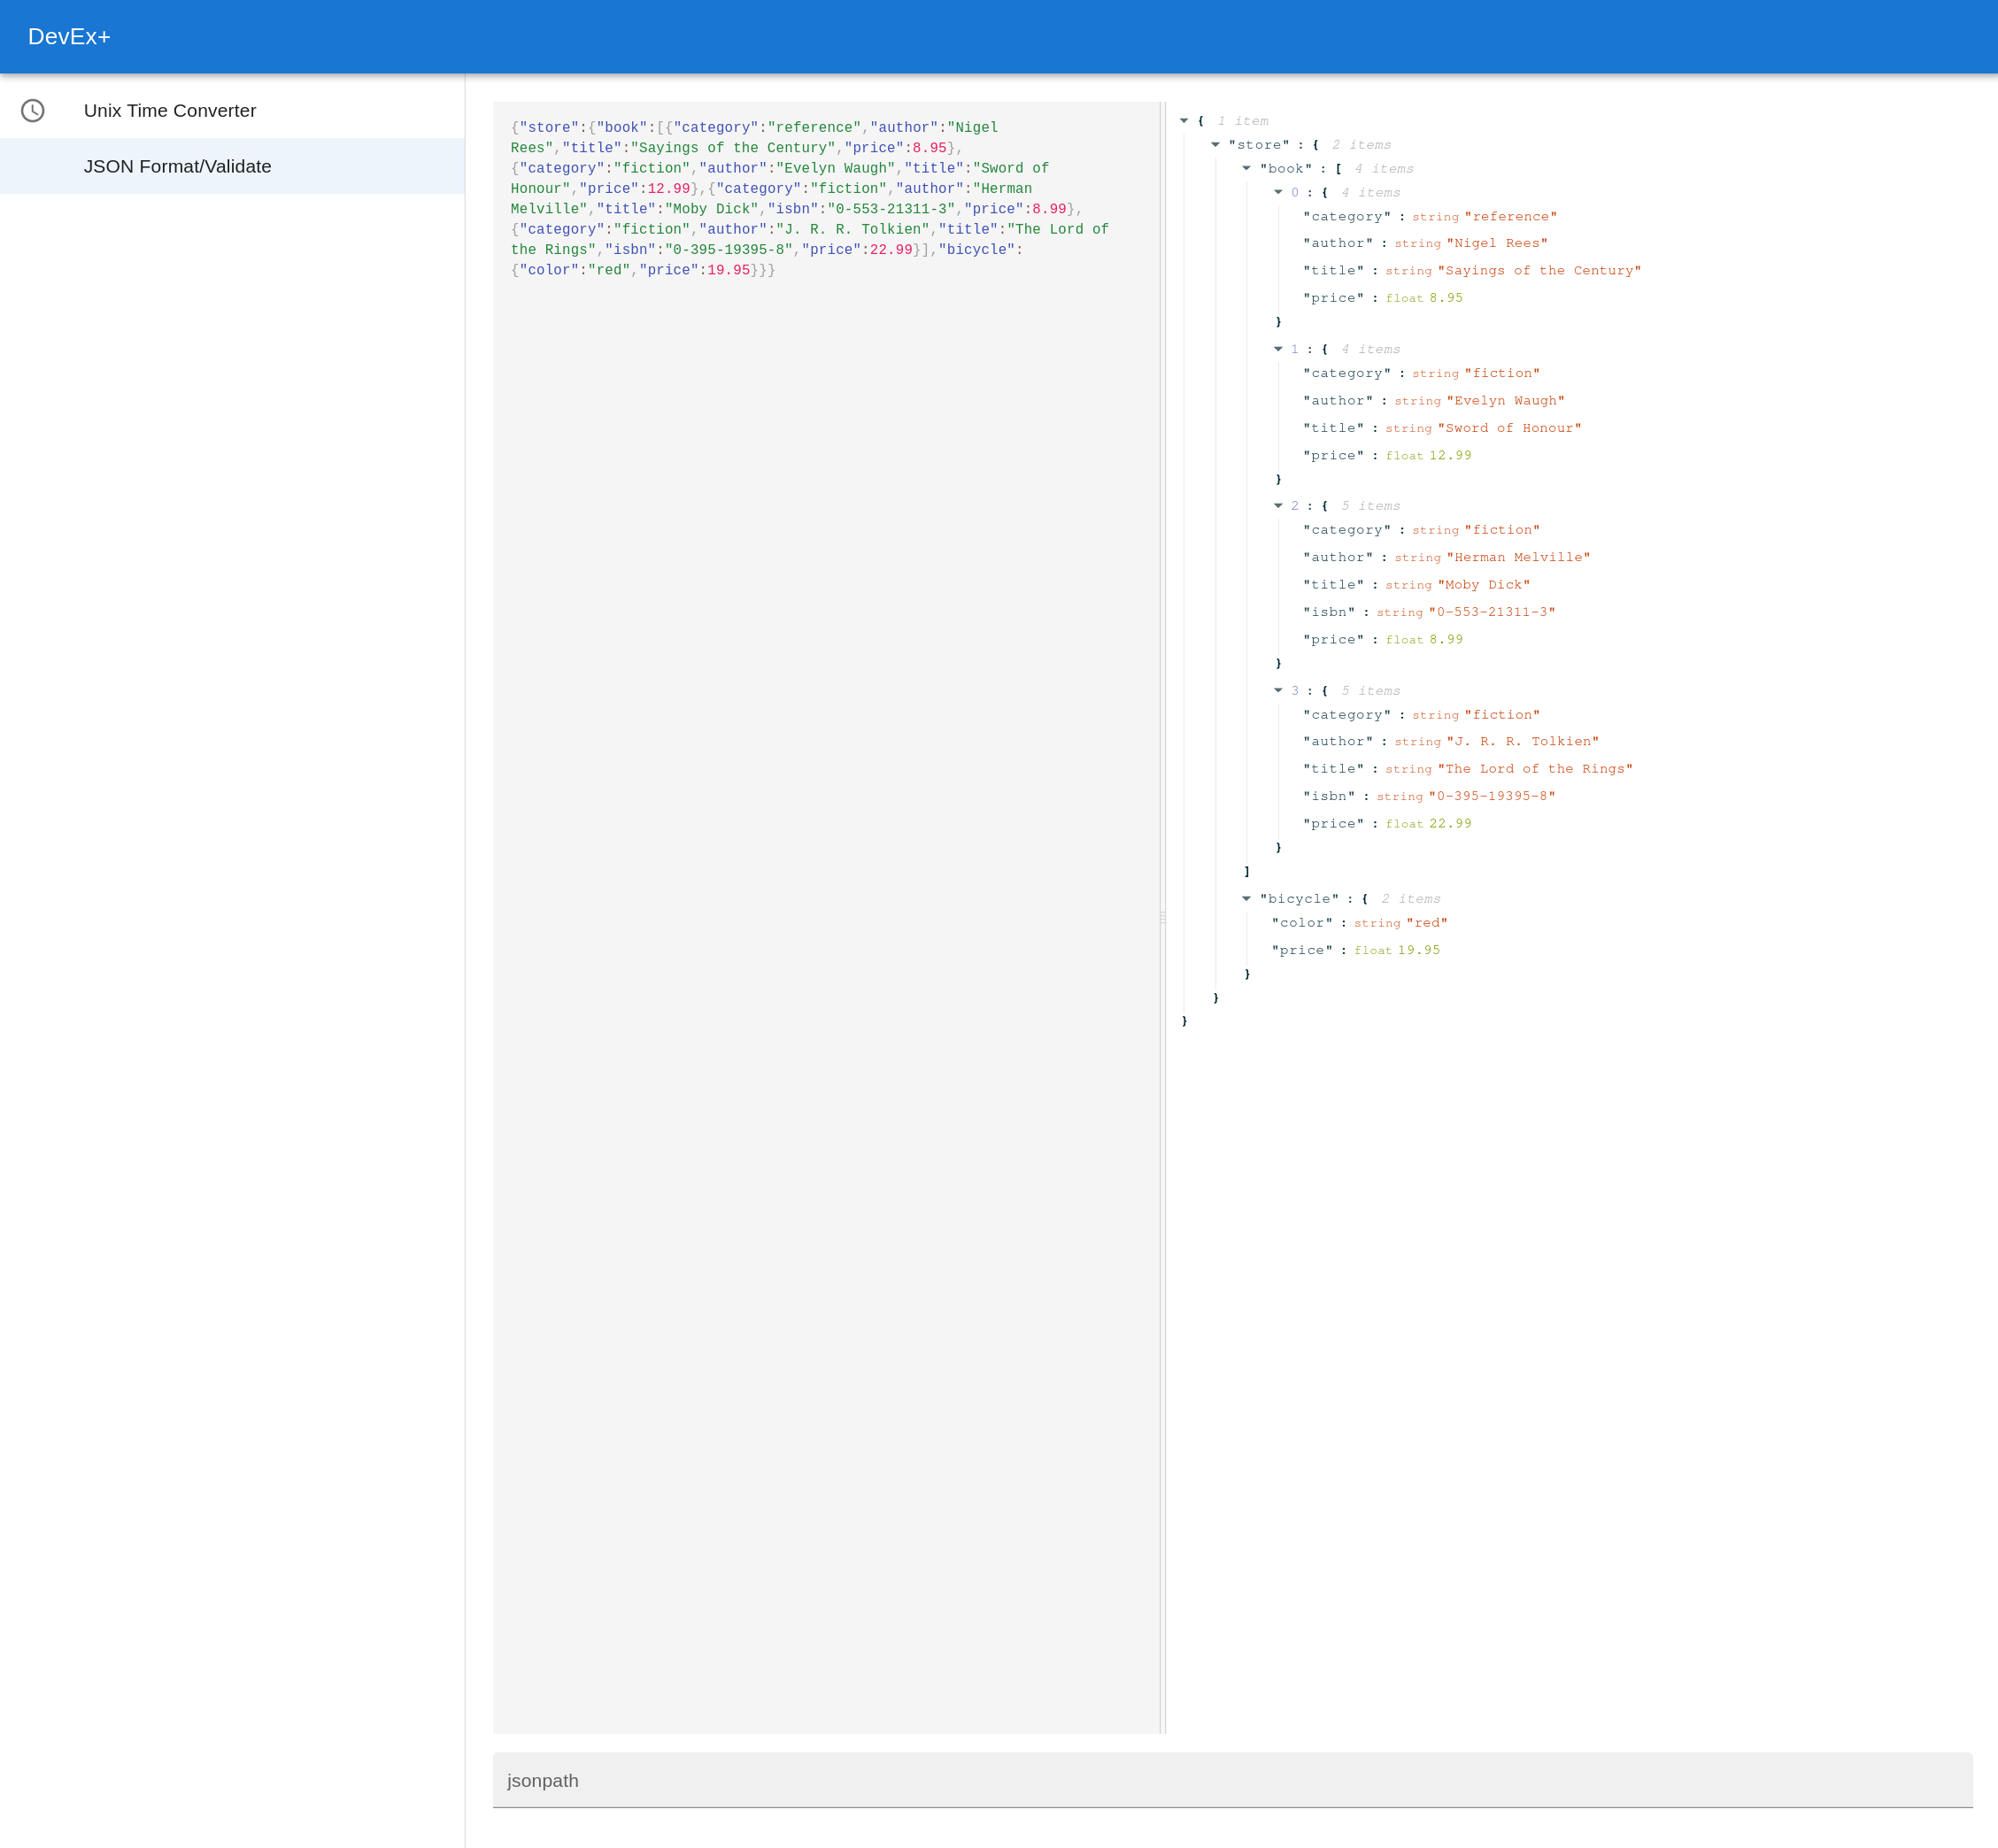 DevEx+
Unix Time Converter
JSON Format/Validate
{"store":{"book":[{"category":"reference","author":"Nigel
Rees","title":"Sayings of the Century","price":8.95},
{"category":"fiction","author":"Evelyn Waugh","title":"Sword of
Honour","price":12.99},{"category":"fiction","author":"Herman
Melville","title":"Moby Dick","isbn":"0-553-21311-3","price":8.99},
{"category":"fiction","author":"J. R. R. Tolkien","title":"The Lord of
the Rings","isbn":"0-395-19395-8","price":22.99}],"bicycle":
{"color":"red","price":19.95}}}
{ 1 item
"store" : { 2 items
"book" : [ 4 items
0 : { 4 items
"category" : string "reference"
"author" : string "Nigel Rees"
"title" : string "Sayings of the Century"
"price" : float 8.95
}
1 : { 4 items
"category" : string "fiction"
"author" : string "Evelyn Waugh"
"title" : string "Sword of Honour"
"price" : float 12.99
}
2 : { 5 items
"category" : string "fiction"
"author" : string "Herman Melville"
"title" : string "Moby Dick"
"isbn" : string "0-553-21311-3"
"price" : float 8.99
}
3 : { 5 items
"category" : string "fiction"
"author" : string "J. R. R. Tolkien"
"title" : string "The Lord of the Rings"
"isbn" : string "0-395-19395-8"
"price" : float 22.99
}
]
"bicycle" : { 2 items
"color" : string "red"
"price" : float 19.95
}
}
}
jsonpath